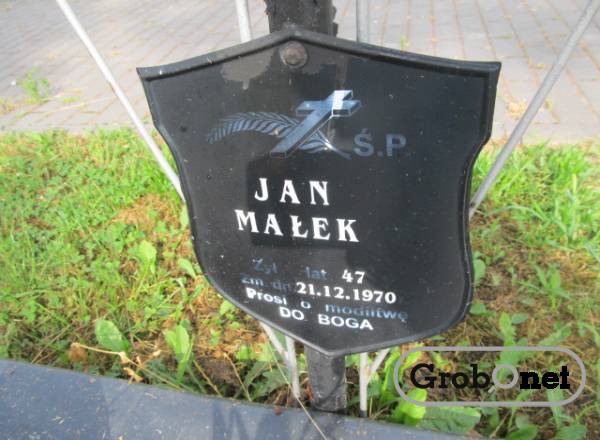 Ś.P.
JAN
MAŁEK
Żył lat 47
Zm dn. 21.12.1970
Prosi o modlitwę
DO BOGA
GrobOnet